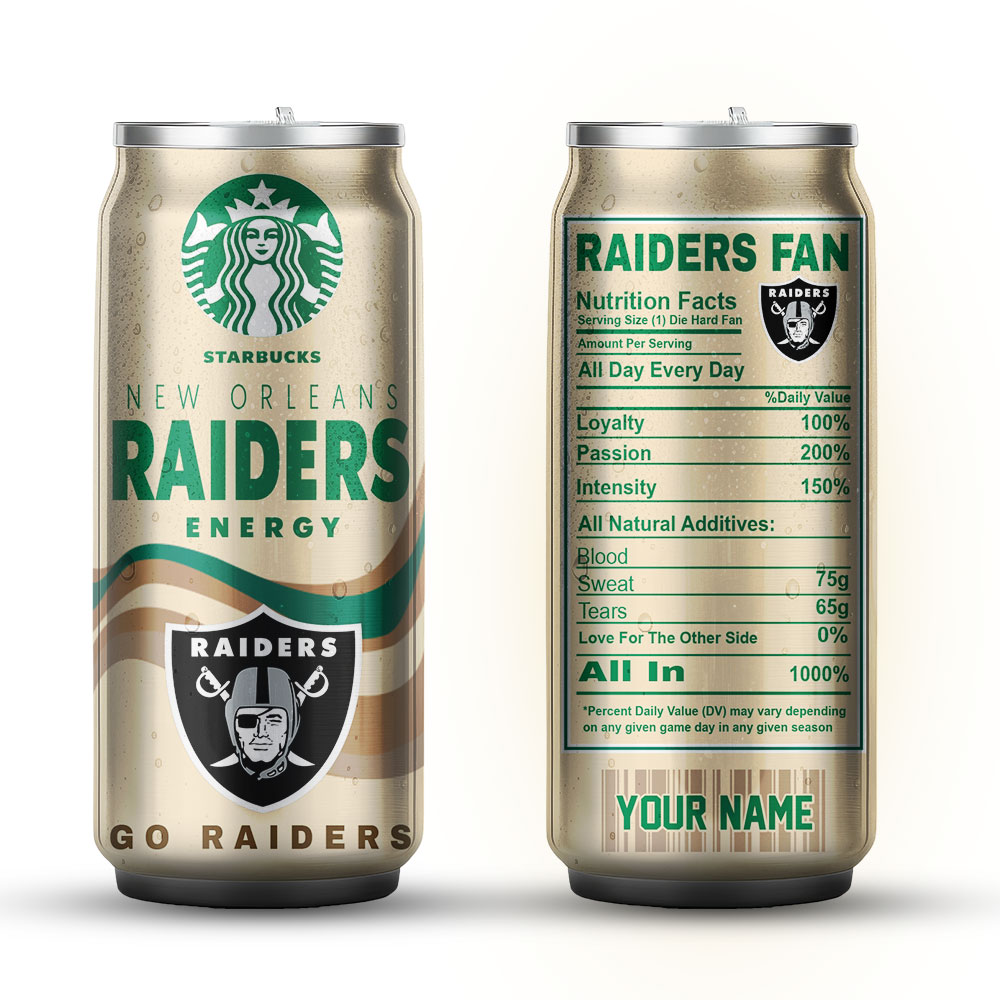 STARBUCKS
NEW ORLEANS
RAIDERS
ENERGY
RAIDERS
GO RAIDERS
RAIDERS FAN
Nutrition Facts
Serving Size (1) Die Hard Fan
RAIDERS
Amount Per Serving
All Day Every Day
%Daily Value
Loyalty 100%
Passion 200%
Intensity 150%
All Natural Additives:
Blood
Sweat 75g
Tears 65g
Love For The Other Side 0%
All In 1000%
*Percent Daily Value (DV) may vary depending
on any given game day in any given season
YOUR NAME